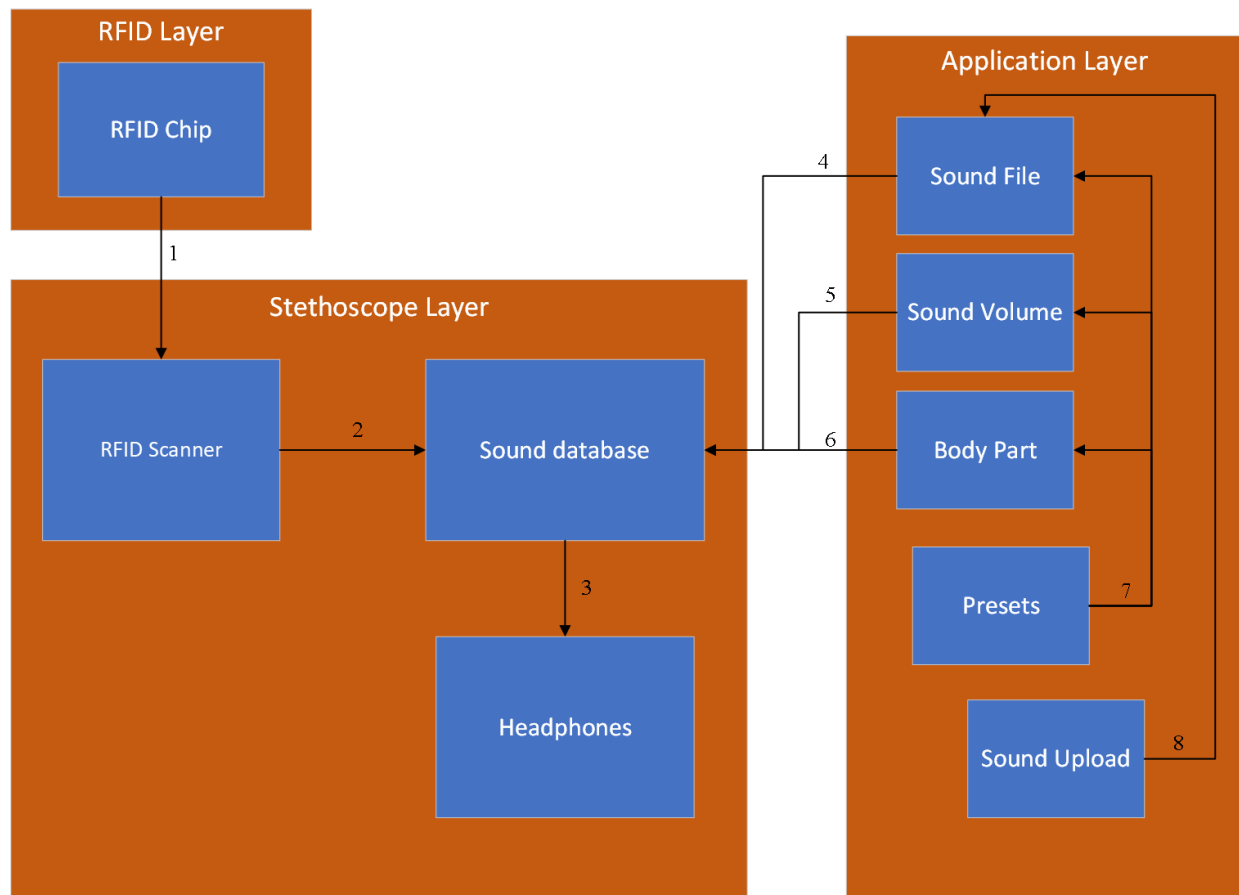 RFID Layer
RFID Chip
1
Stethoscope Layer
RFID Scanner
2
Sound database
3
Headphones
Application Layer
4
Sound File
5
Sound Volume
6
Body Part
Presets
7
Sound Upload
8